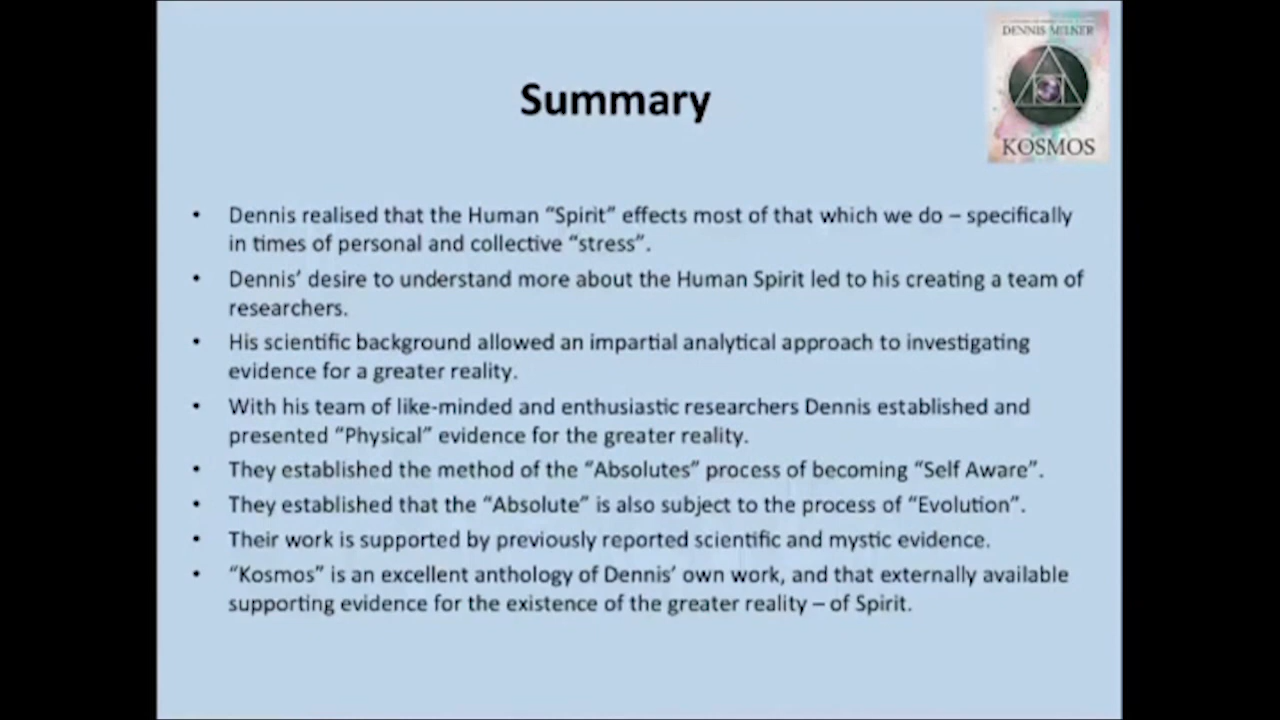 DENNIS MILNER
KOSMOS
Summary
• Dennis realised that the Human “Spirit” effects most of that which we do – specifically
in times of personal and collective “stress”.
• Dennis’ desire to understand more about the Human Spirit led to his creating a team of
researchers.
• His scientific background allowed an impartial analytical approach to investigating
evidence for a greater reality.
• With his team of like-minded and enthusiastic researchers Dennis established and
presented “Physical” evidence for the greater reality.
• They established the method of the “Absolutes” process of becoming “Self Aware”.
• They established that the “Absolute” is also subject to the process of “Evolution”.
• Their work is supported by previously reported scientific and mystic evidence.
• “Kosmos” is an excellent anthology of Dennis’ own work, and that externally available
supporting evidence for the existence of the greater reality – of Spirit.